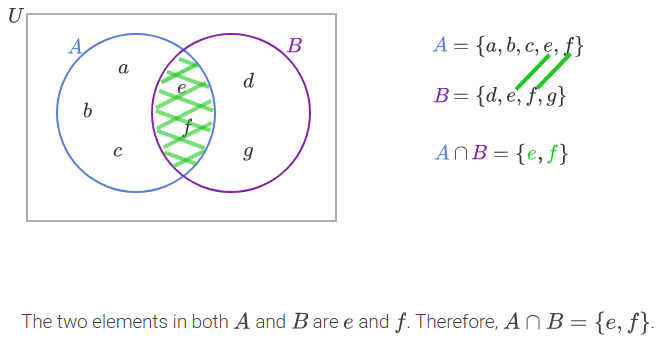 U
A
B
a
b
c
e
f
d
g
A = {a, b, c, e, f}
B = {d, e, f, g}
A ∩ B = {e, f}
The two elements in both A and B are e and f. Therefore, A ∩ B = {e, f}.